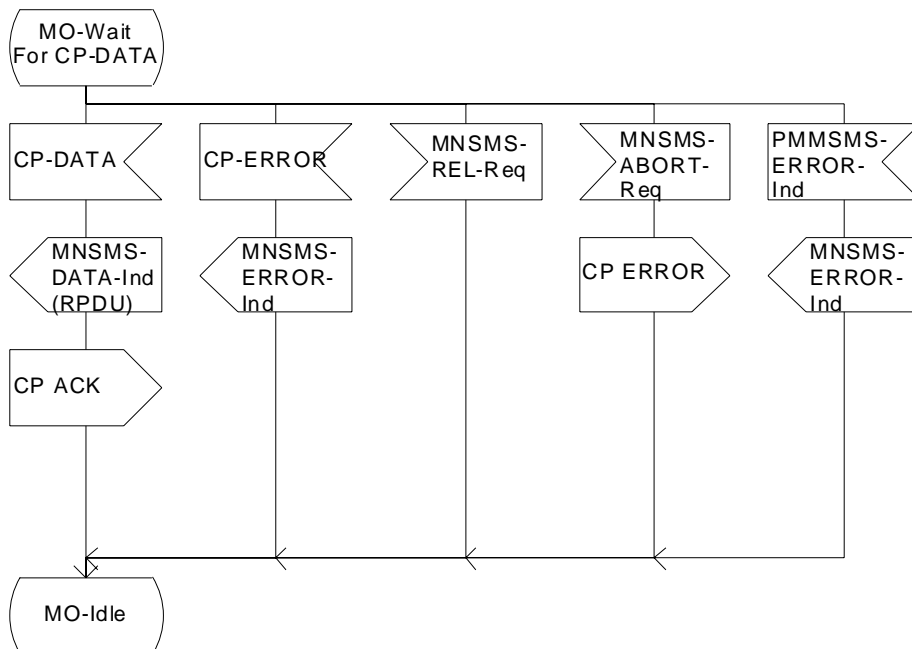 MO-Wait
For CP-DATA
CP-DATA
CP-ERROR
MNSMS-
REL-Req
MNSMS-
ABORT-
Req
PMMSMS-
ERROR-
Ind
MNSMS-
DATA-Ind
(RPDU)
MNSMS-
ERROR-
Ind
CP ERROR
MNSMS-
ERROR-
Ind
CP ACK
MO-Idle